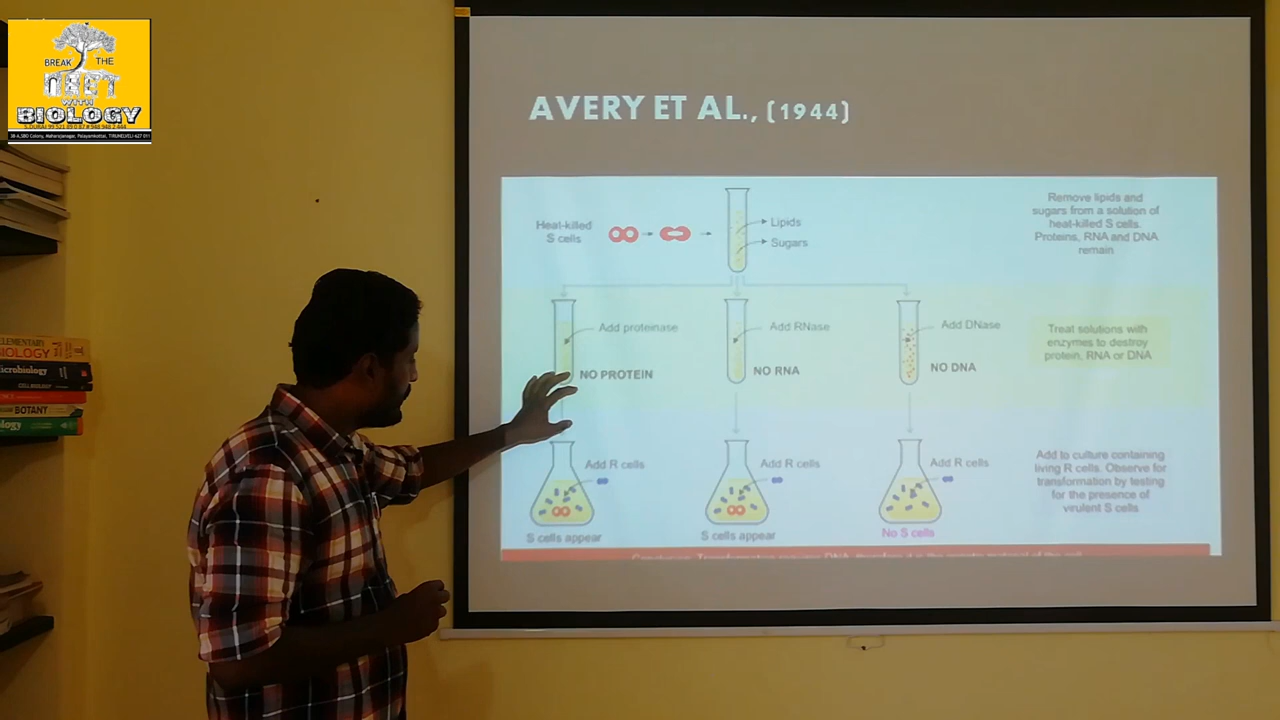 BREAK THE
NEET
WITH
BIOLOGY
AVERY ET AL., (1944)
Heat-killed
S cells
Lipids
Sugars
Remove lipids and
sugars from a solution of
heat-killed S cells.
Proteins, RNA and DNA
remain
Add proteinase
NO PROTEIN
Add RNase
NO RNA
Add DNase
NO DNA
Treat solutions with
enzymes to destroy
protein, RNA or DNA
Add R cells
S cells appear
Add R cells
S cells appear
Add R cells
No S cells
Add to culture containing
living R cells. Observe for
transformation by testing
for the presence of
virulent S cells
ELEMENTARY
BIOLOGY
icrobiology
CELL BIOLOGY
BOTANY